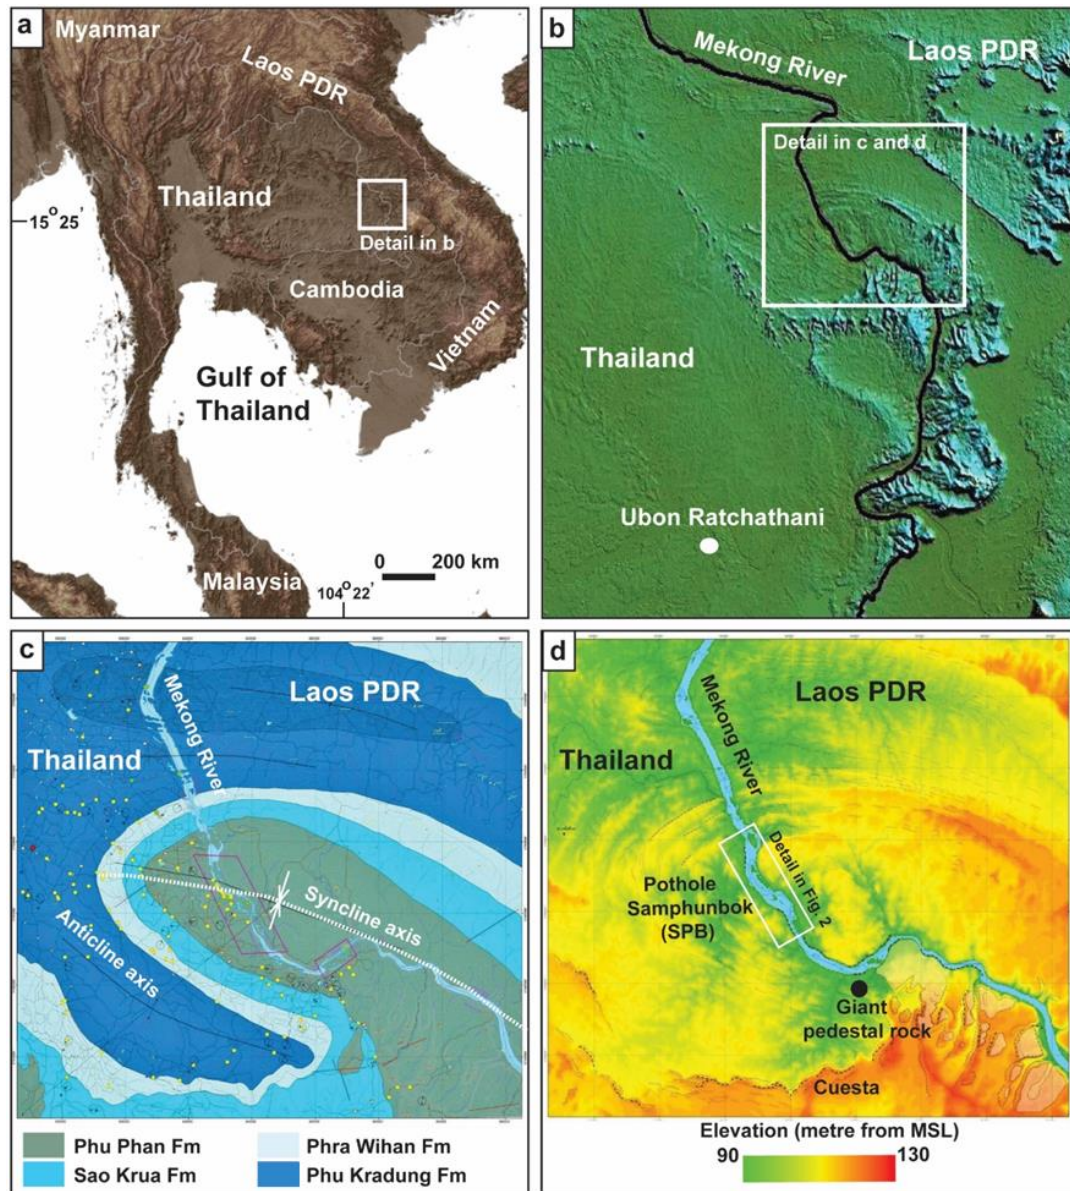 a
Myanmar
Laos PDR
Thailand
15° 25'
Detail in b
Cambodia
Vietnam
Gulf of
Thailand
0 200 km
Malaysia
104° 22'
b
Mekong River
Laos PDR
Detail in c and d
Thailand
Ubon Ratchathani
c
Laos PDR
Mekong River
Thailand
Syncline axis
Anticline axis
Phu Phan Fm
Phra Wihan Fm
Sao Krua Fm
Phu Kradung Fm
d
Laos PDR
Mekong River
Thailand
Detail in Fig. 2
Pothole
Samphunbok
(SPB)
Giant
pedestal rock
Cuesta
Elevation (metre from MSL)
90 130